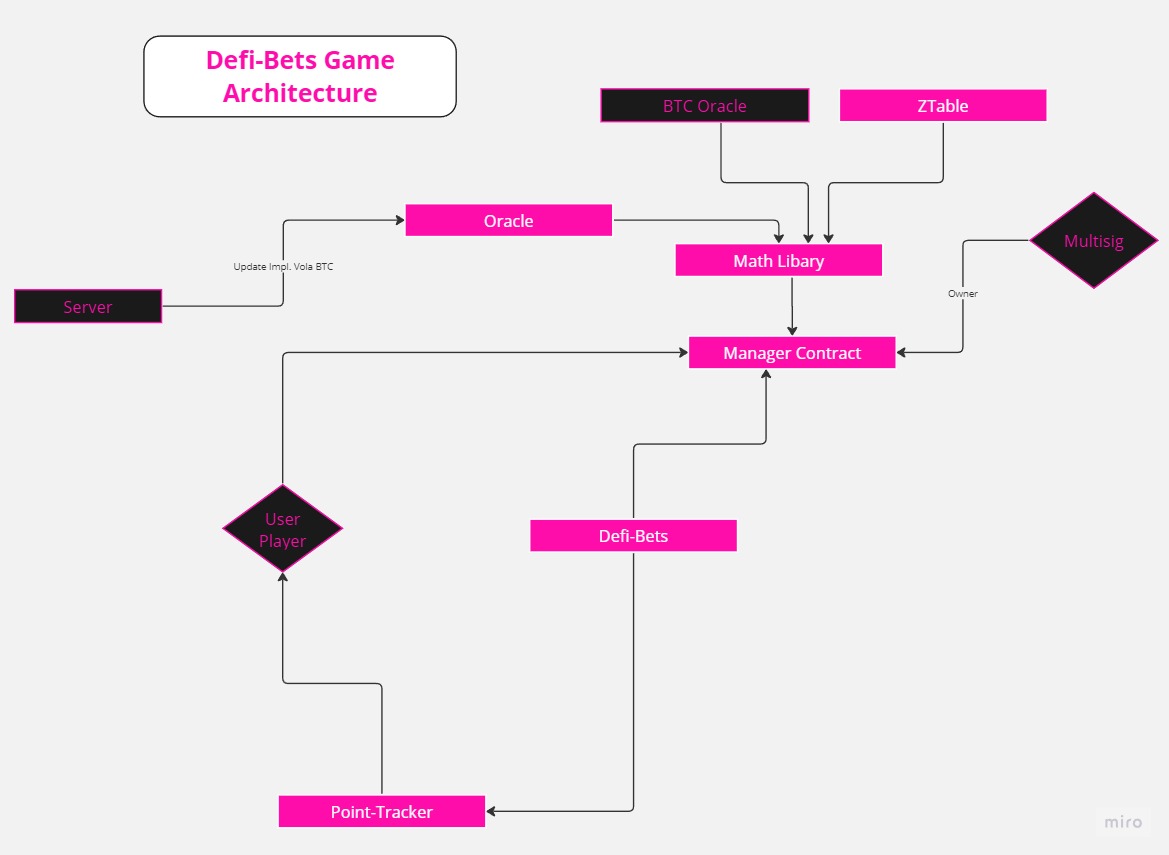 Defi-Bets Game
Architecture
BTC Oracle
ZTable
Oracle
Multisig
Math Libary
Update Impl. Vola BTC
Owner
Server
Manager Contract
User
Player
Defi-Bets
Point-Tracker
miro